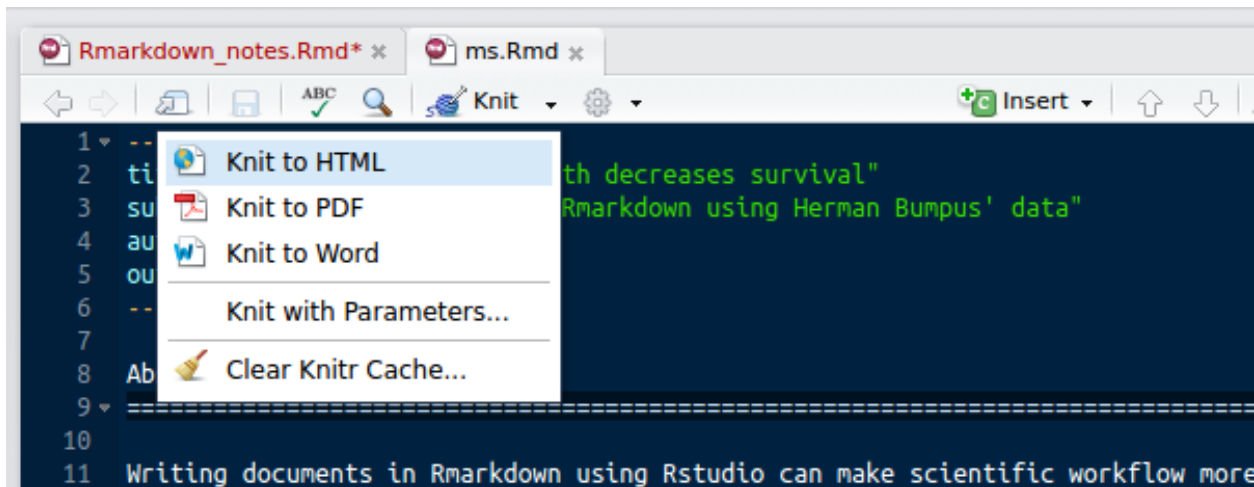 Rmarkdown_notes.Rmd* × ms.Rmd ×
ABC Knit C Insert
1 --
2 ti th decreases survival"
3 su Rmarkdown using Herman Bumpus' data"
4 au
5 ou
6 --
7
8 Ab
9 ==============================================================================
10
11 Writing documents in Rmarkdown using Rstudio can make scientific workflow more
Knit to HTML
Knit to PDF
Knit to Word
Knit with Parameters...
Clear Knitr Cache...